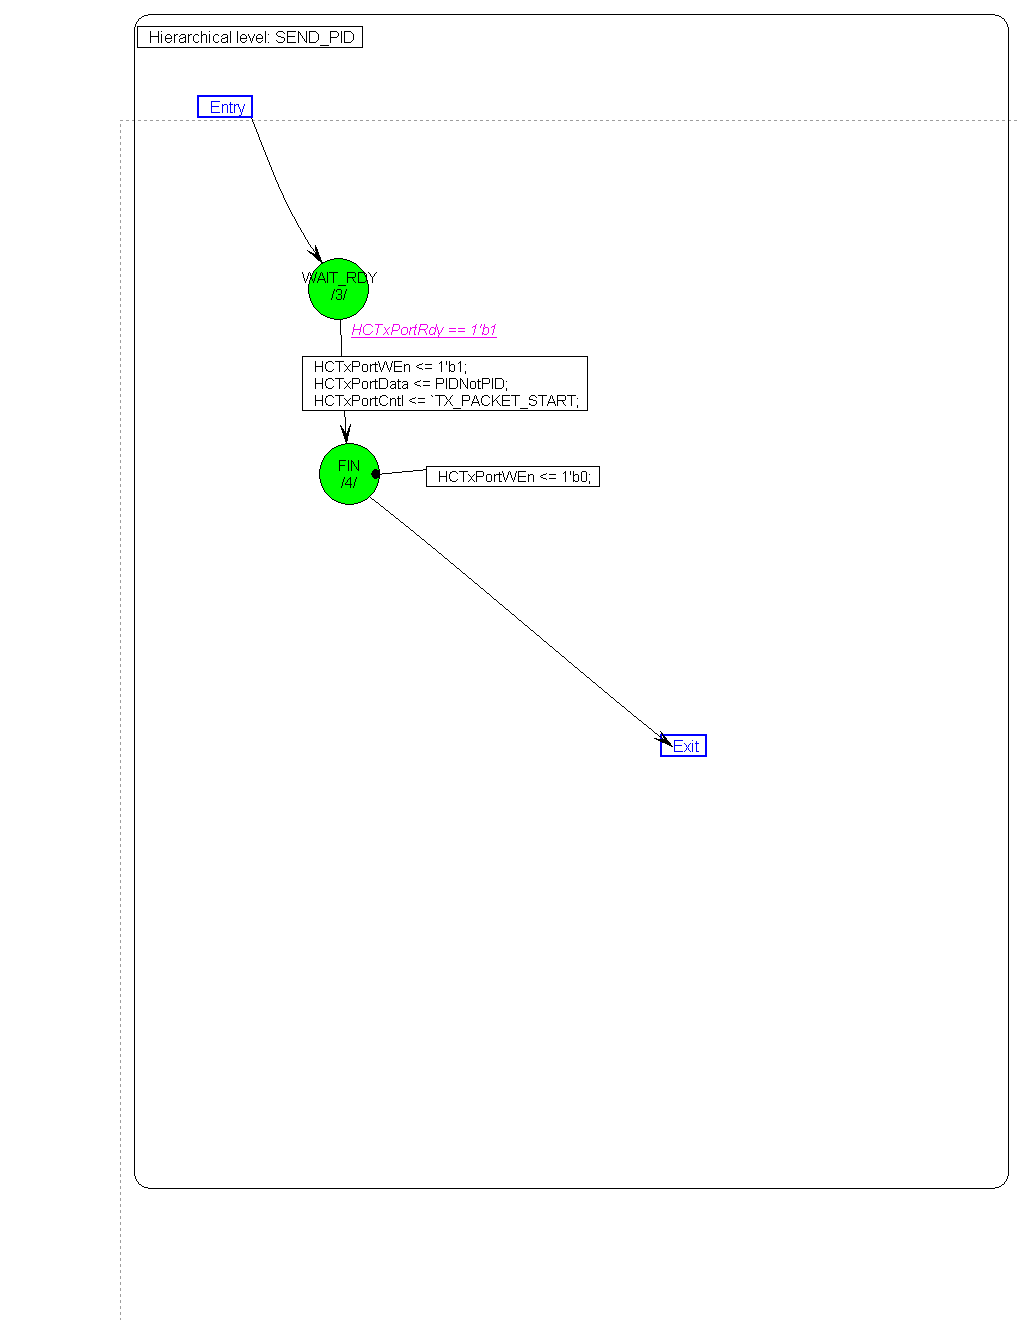 Hierarchical level: SEND_PID
Entry
WAIT_RDY
/3/
HCTxPortRdy == 1'b1
HCTxPortWEn <= 1'b1;
HCTxPortData <= PIDNotPID;
HCTxPortCntl <= `TX_PACKET_START;
FIN
/4/
HCTxPortWEn <= 1'b0;
Exit